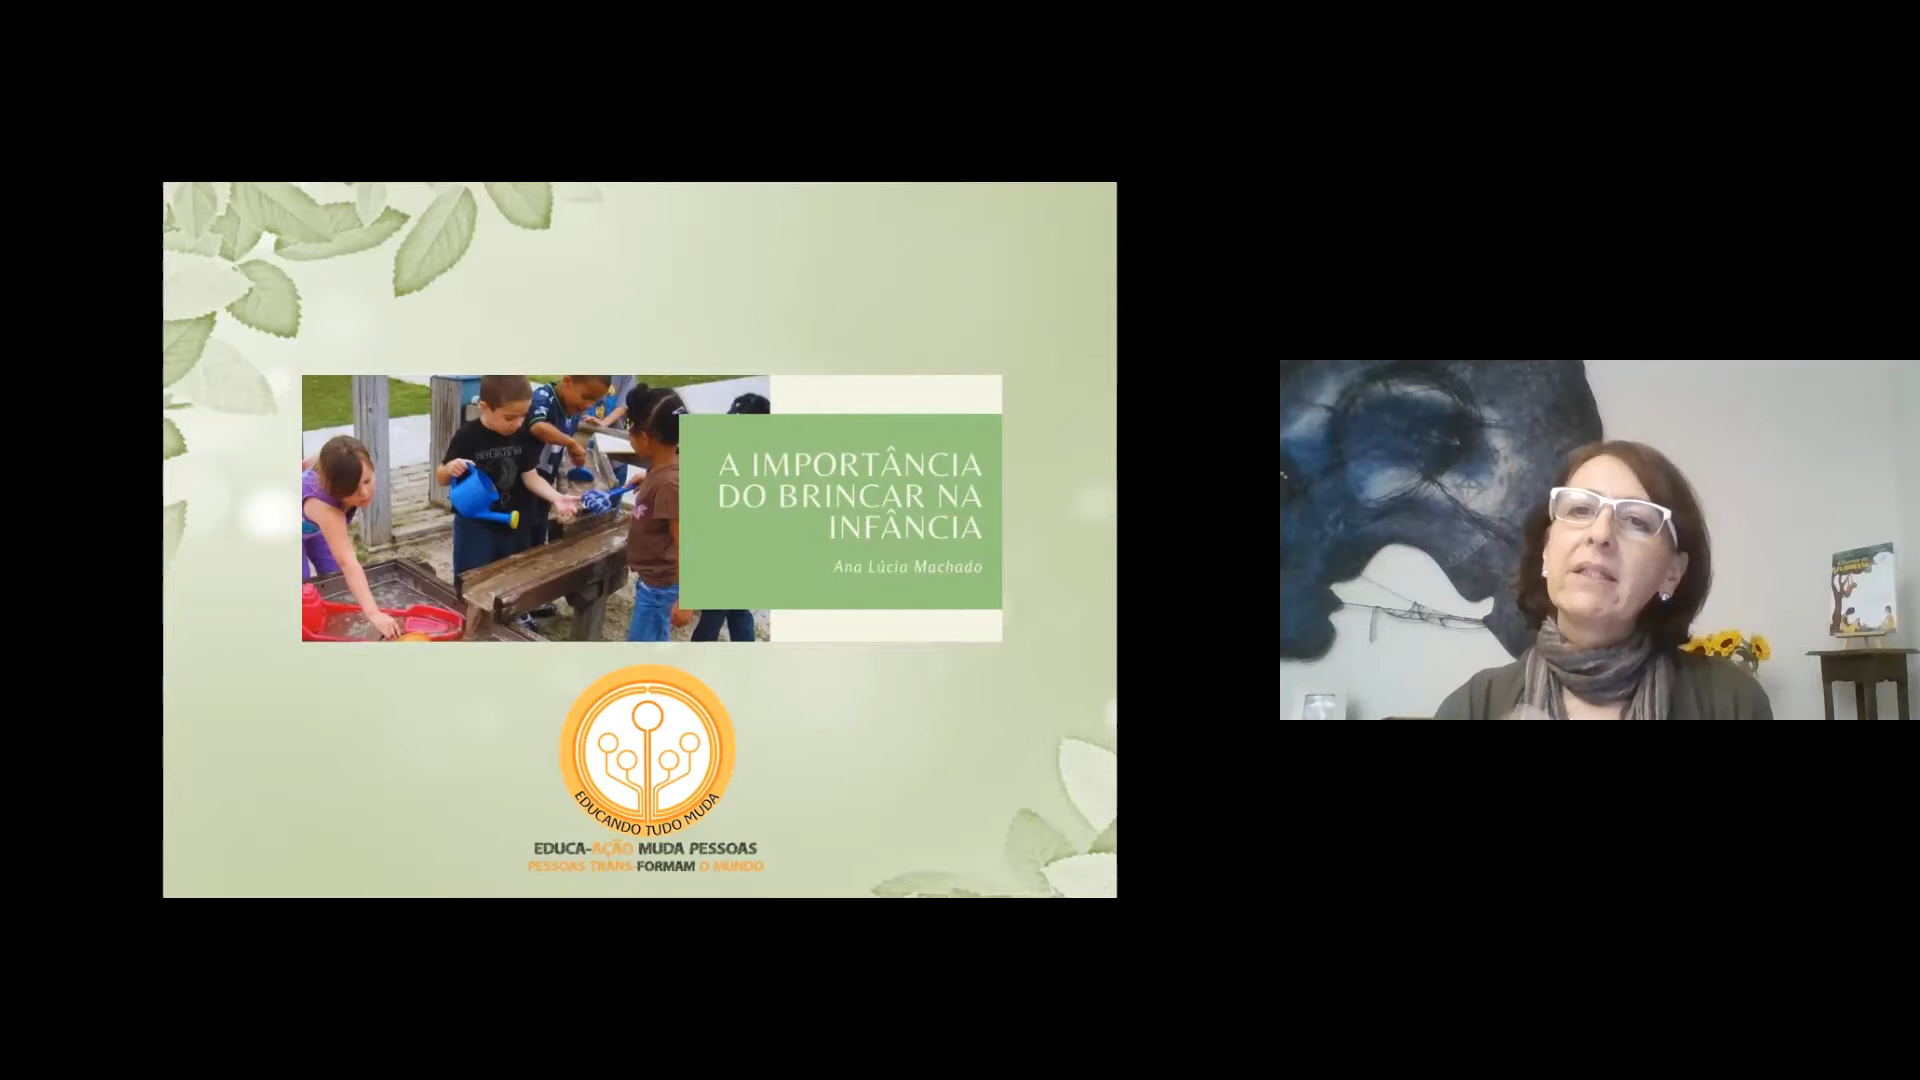 A IMPORTÂNCIA
DO BRINCAR NA
INFÂNCIA
Ana Lúcia Machado
EDUCANDO TUDO MUDA
EDUCA-AÇÃO MUDA PESSOAS
PESSOAS TRANS-FORMAM O MUNDO
FLORESTA